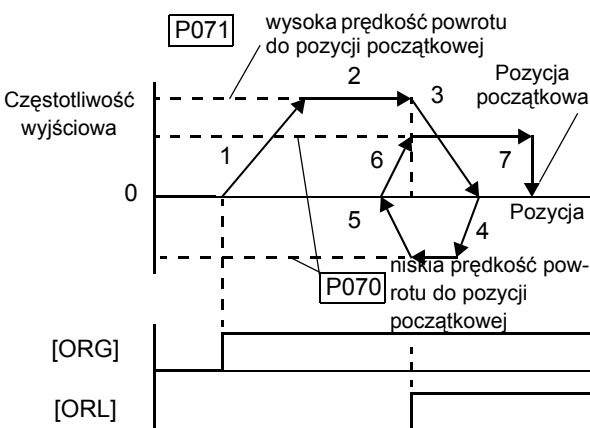 P071
wysoka prędkość powrotu
do pozycji początkowej
Częstotliwość
wyjściowa
2
3
Pozycja
początkowa
1
6
7
0
5
4
Pozycja
P070
niskia prędkość pow-
rotu do pozycji
początkowej
[ORG]
[ORL]